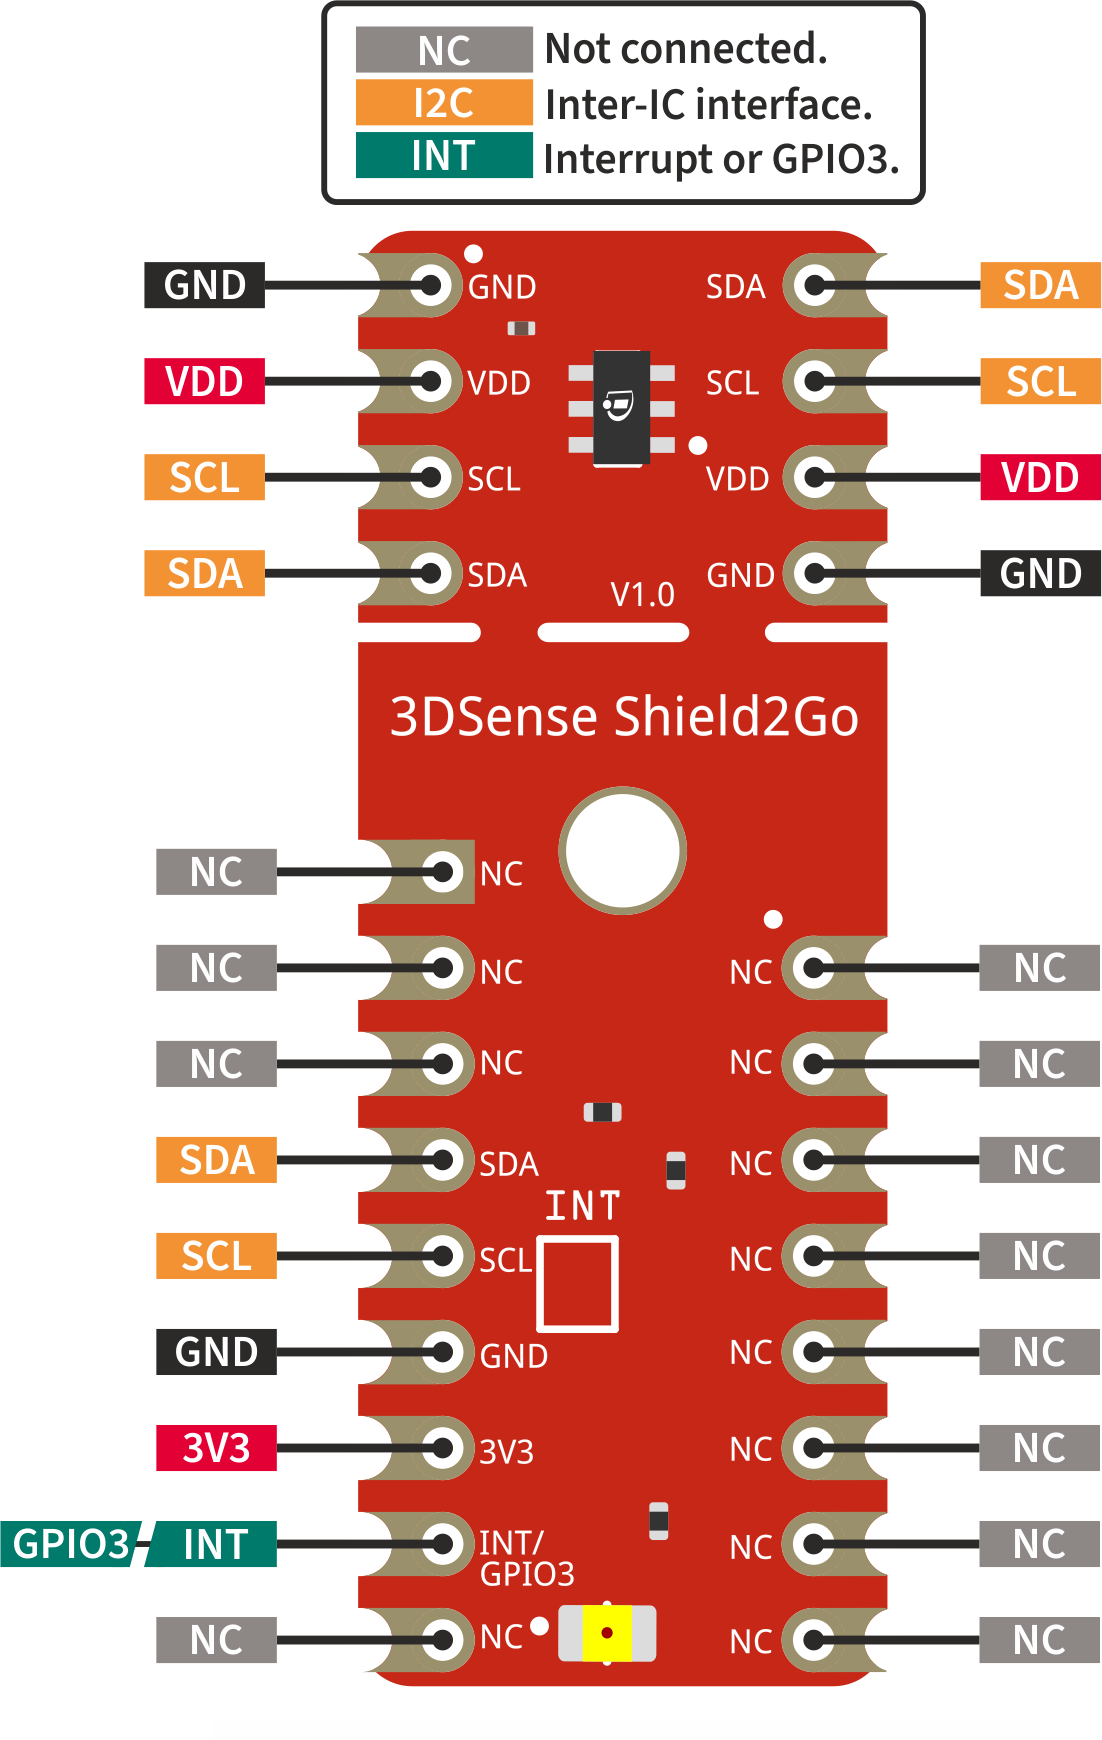 NC Not connected.
I2C Inter-IC interface.
INT Interrupt or GPIO3.
GND GND SDA SDA
VDD VDD SCL SCL
SCL SCL VDD VDD
SDA SDA GND GND
V1.0
3DSense Shield2Go
NC NC
NC NC NC NC
NC NC NC NC
SDA SDA NC NC
INT
SCL SCL NC NC
GND GND NC NC
3V3 3V3 NC NC
GPIO3 INT INT/ NC NC
GPIO3
NC NC NC NC